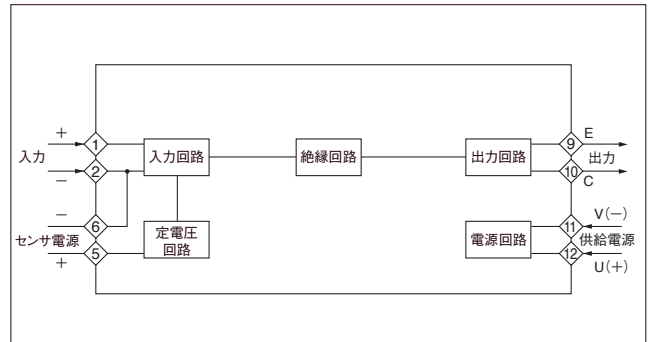 +
1
入力
入力回路
絶縁回路
出力回路
9
E
出力
2
−
10
C
−
6
センサ電源
定電圧
回路
電源回路
11
V(−)
供給電源
5
+
12
U(+)